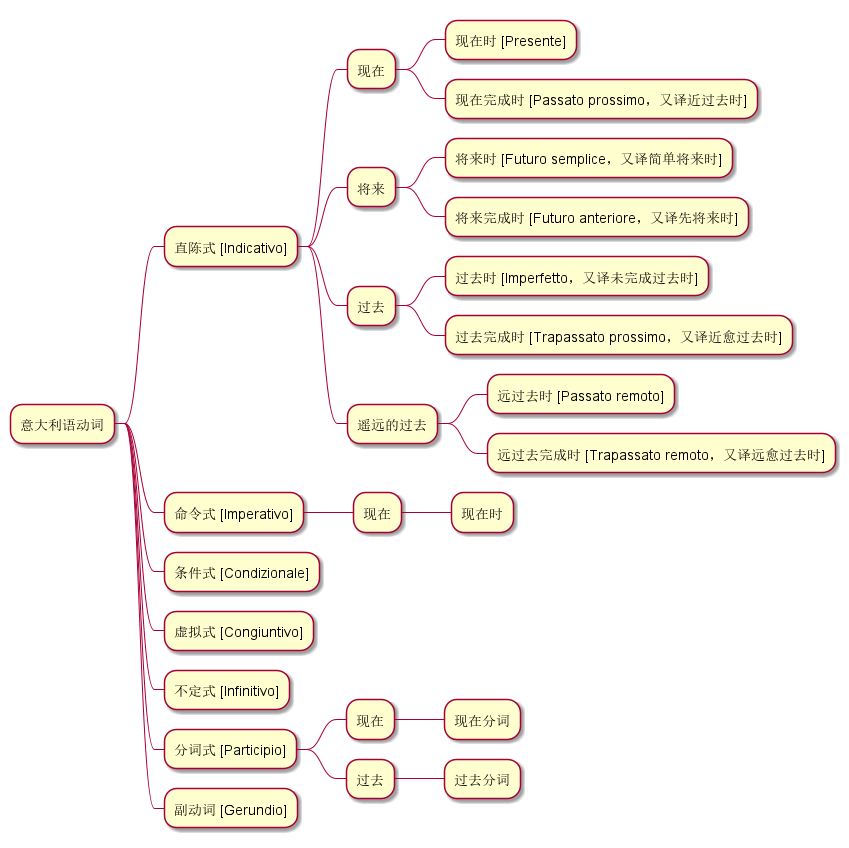 意大利语动词
直陈式 [Indicativo]
现在
现在时 [Presente]
现在完成时 [Passato prossimo，又译近过去时]
将来
将来时 [Futuro semplice，又译简单将来时]
将来完成时 [Futuro anteriore，又译先将来时]
过去
过去时 [Imperfetto，又译未完成过去时]
过去完成时 [Trapassato prossimo，又译近愈过去时]
遥远的过去
远过去时 [Passato remoto]
远过去完成时 [Trapassato remoto，又译远愈过去时]
命令式 [Imperativo]
现在
现在时
条件式 [Condizionale]
虚拟式 [Congiuntivo]
不定式 [Infinitivo]
分词式 [Participio]
现在
现在分词
过去
过去分词
副动词 [Gerundio]